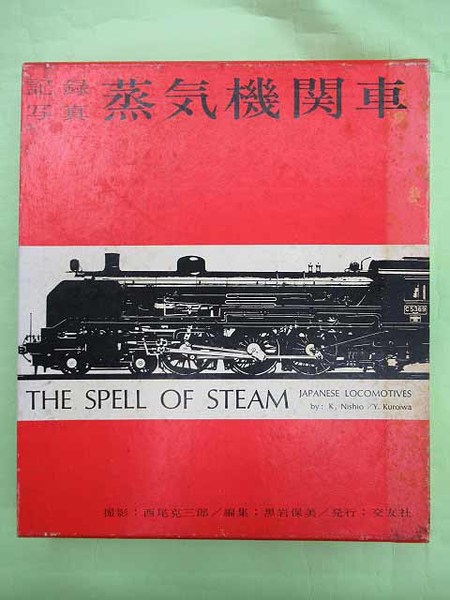 記録
写真
蒸気機関車
C5369
THE SPELL OF STEAM
JAPANESE LOCOMOTIVES
by: K. Nishio / Y. Kuroiwa
撮影：西尾克三郎／編集：黒岩保美／発行：交友社